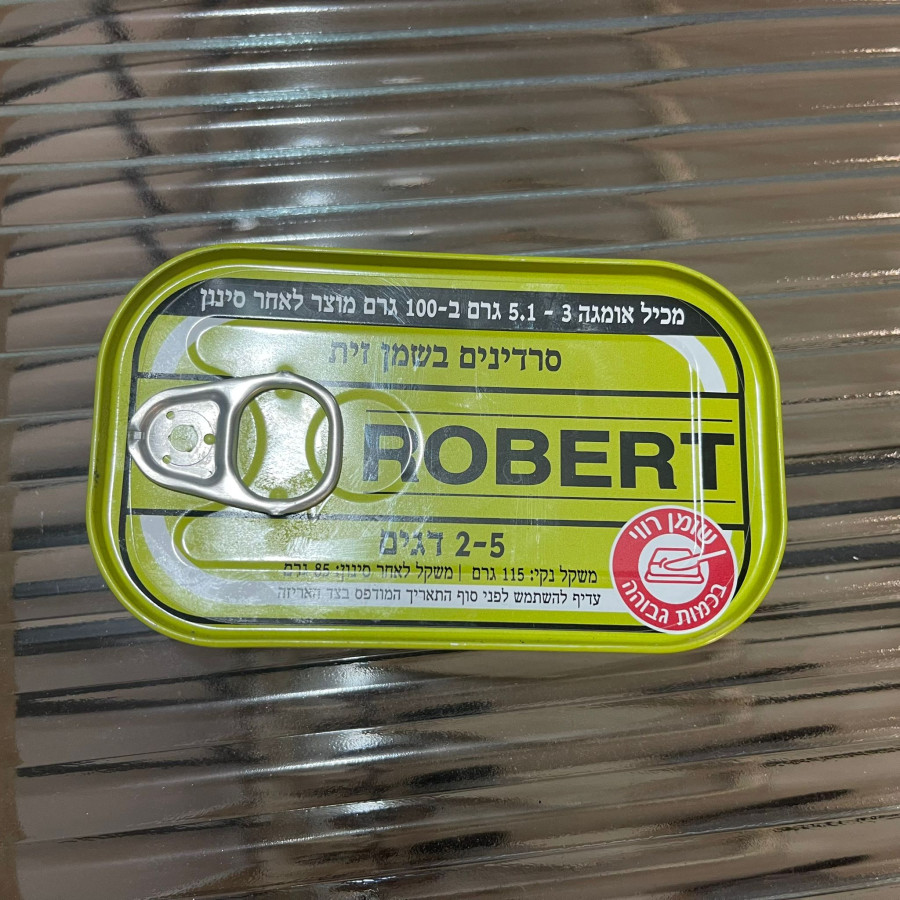 מכיל אומגה 3 - 5.1 גרם ב-100 גרם מוצר לאחר סינון
סרדינים בשמן זית
ROBERT
2-5 דגים
משקל נקי: 115 גרם | משקל לאחר סינון: 85 גרם
עדיף להשתמש לפני סוף התאריך המודפס בצד האריזה
שומן רווי
בכמות גבוהה